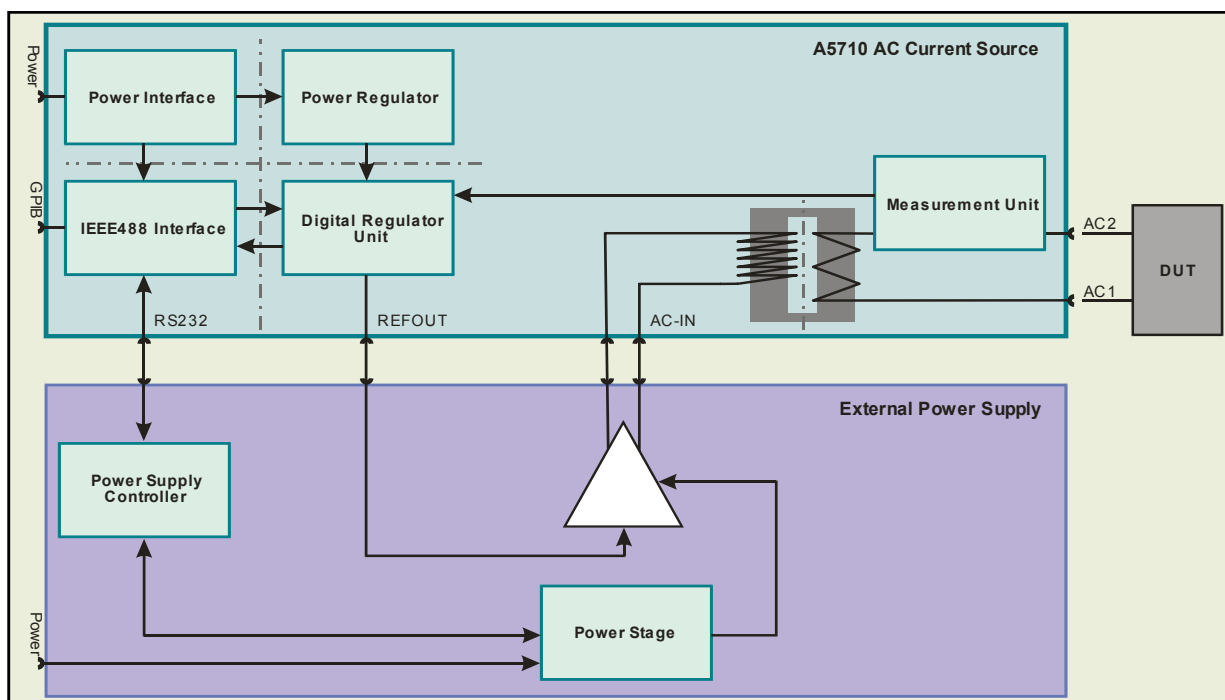 A5710 AC Current Source
Power
Power Interface
Power Regulator
GPIB
IEEE488 Interface
Digital Regulator
Unit
Measurement Unit
AC2
AC1
DUT
RS232
REFOUT
AC-IN
External Power Supply
Power Supply
Controller
Power Stage
Power